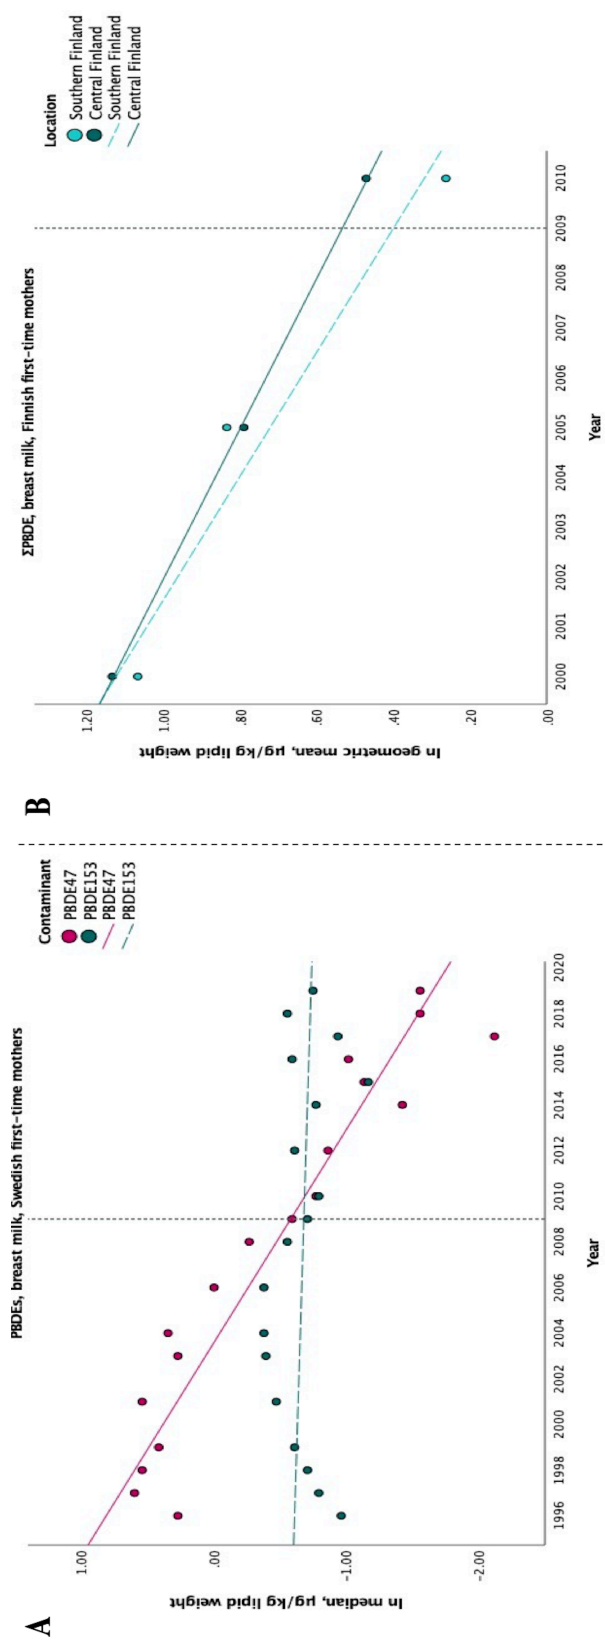 A
PBDEs, breast milk, Swedish first-time mothers
ln median, µg/kg lipid weight
1.00
.00
-1.00
-2.00
1996
1998
2000
2002
2004
2006
2008
2010
2012
2014
2016
2018
2020
Year
Contaminant
PBDE47
PBDE153
PBDE47
PBDE153
B
ΣPBDE, breast milk, Finnish first-time mothers
ln geometric mean, µg/kg lipid weight
1.20
1.00
.80
.60
.40
.20
.00
2000
2001
2002
2003
2004
2005
2006
2007
2008
2009
2010
Year
Location
Southern Finland
Central Finland
Southern Finland
Central Finland